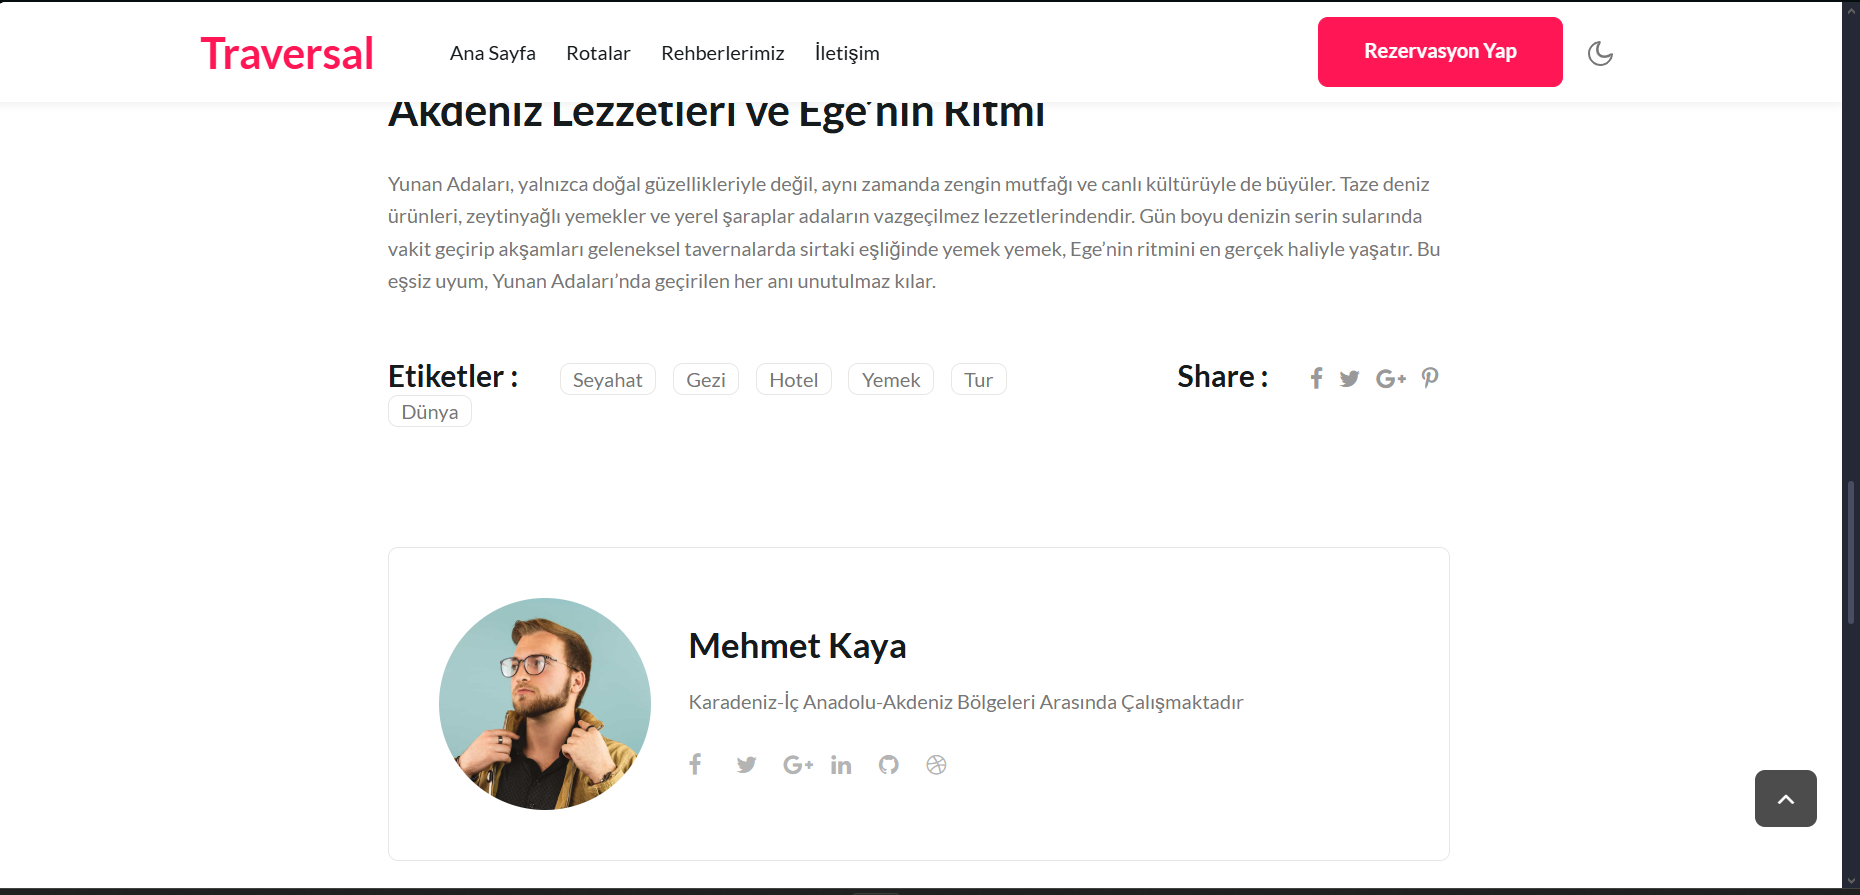 Traversal
Ana Sayfa Rotalar Rehberlerimiz İletişim
Rezervasyon Yap
Akdeniz Lezzetleri ve Ege’nin Ritmi
Yunan Adaları, yalnızca doğal güzellikleriyle değil, aynı zamanda zengin mutfağı ve canlı kültürüyle de büyüler. Taze deniz
ürünleri, zeytinyağlı yemekler ve yerel şaraplar adaların vazgeçilmez lezzetlerindendir. Gün boyu denizin serin sularında
vakit geçirip akşamları geleneksel tavernalarda sirtaki eşliğinde yemek yemek, Ege’nin ritmini en gerçek haliyle yaşatır. Bu
eşsiz uyum, Yunan Adaları’nda geçirilen her anı unutulmaz kılar.
Etiketler : Seyahat Gezi Hotel Yemek Tur
Dünya
Share :
Mehmet Kaya
Karadeniz-İç Anadolu-Akdeniz Bölgeleri Arasında Çalışmaktadır